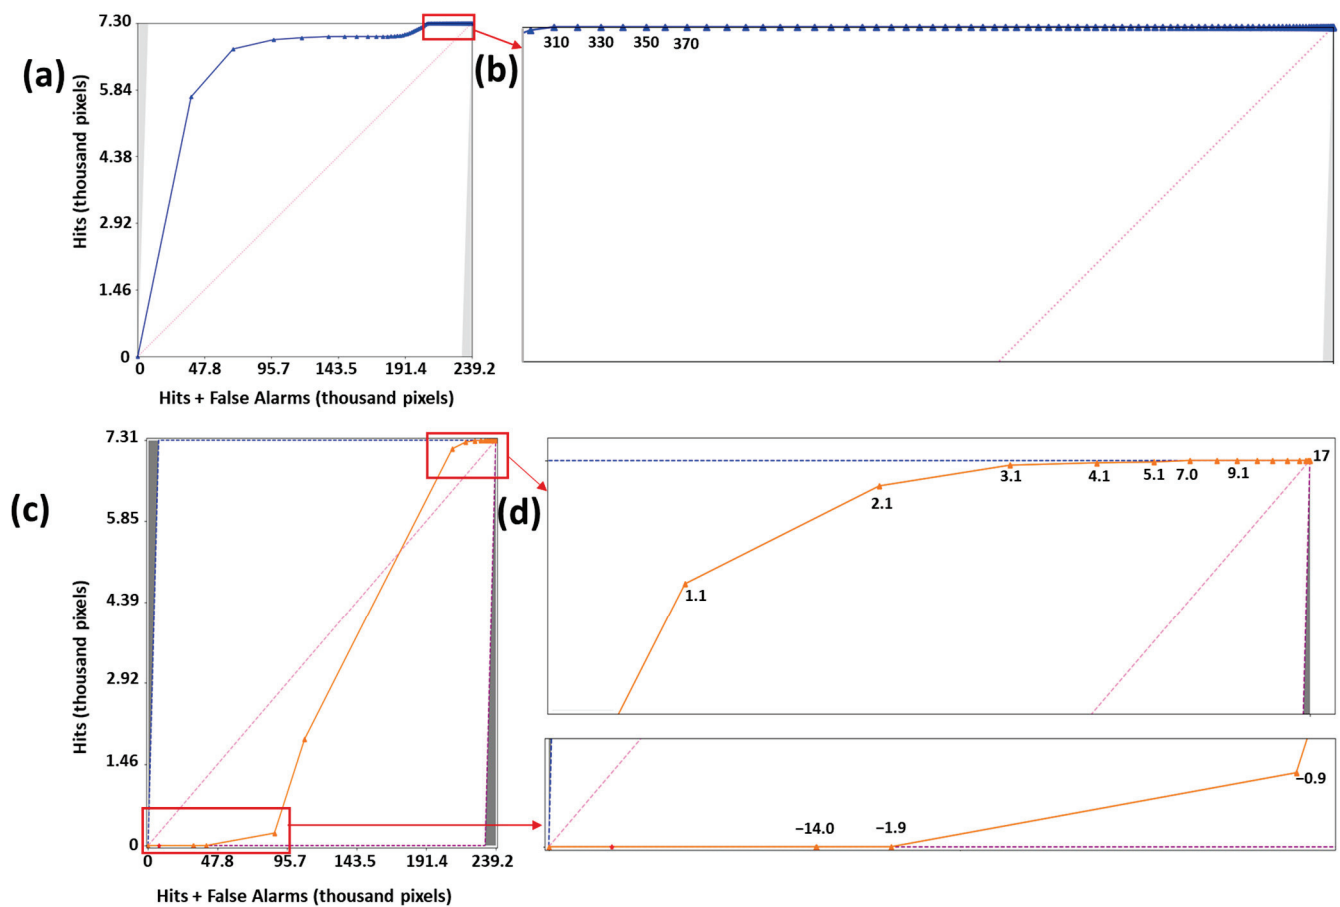 (a)
Hits (thousand pixels)
7.30
5.84
4.38
2.92
1.46
0
0 47.8 95.7 143.5 191.4 239.2
Hits + False Alarms (thousand pixels)
(b)
310 330 350 370
(c)
Hits (thousand pixels)
7.31
5.85
4.39
2.92
1.46
0
0 47.8 95.7 143.5 191.4 239.2
Hits + False Alarms (thousand pixels)
(d)
1.1 2.1 3.1 4.1 5.1 7.0 9.1 17
−14.0 −1.9 −0.9